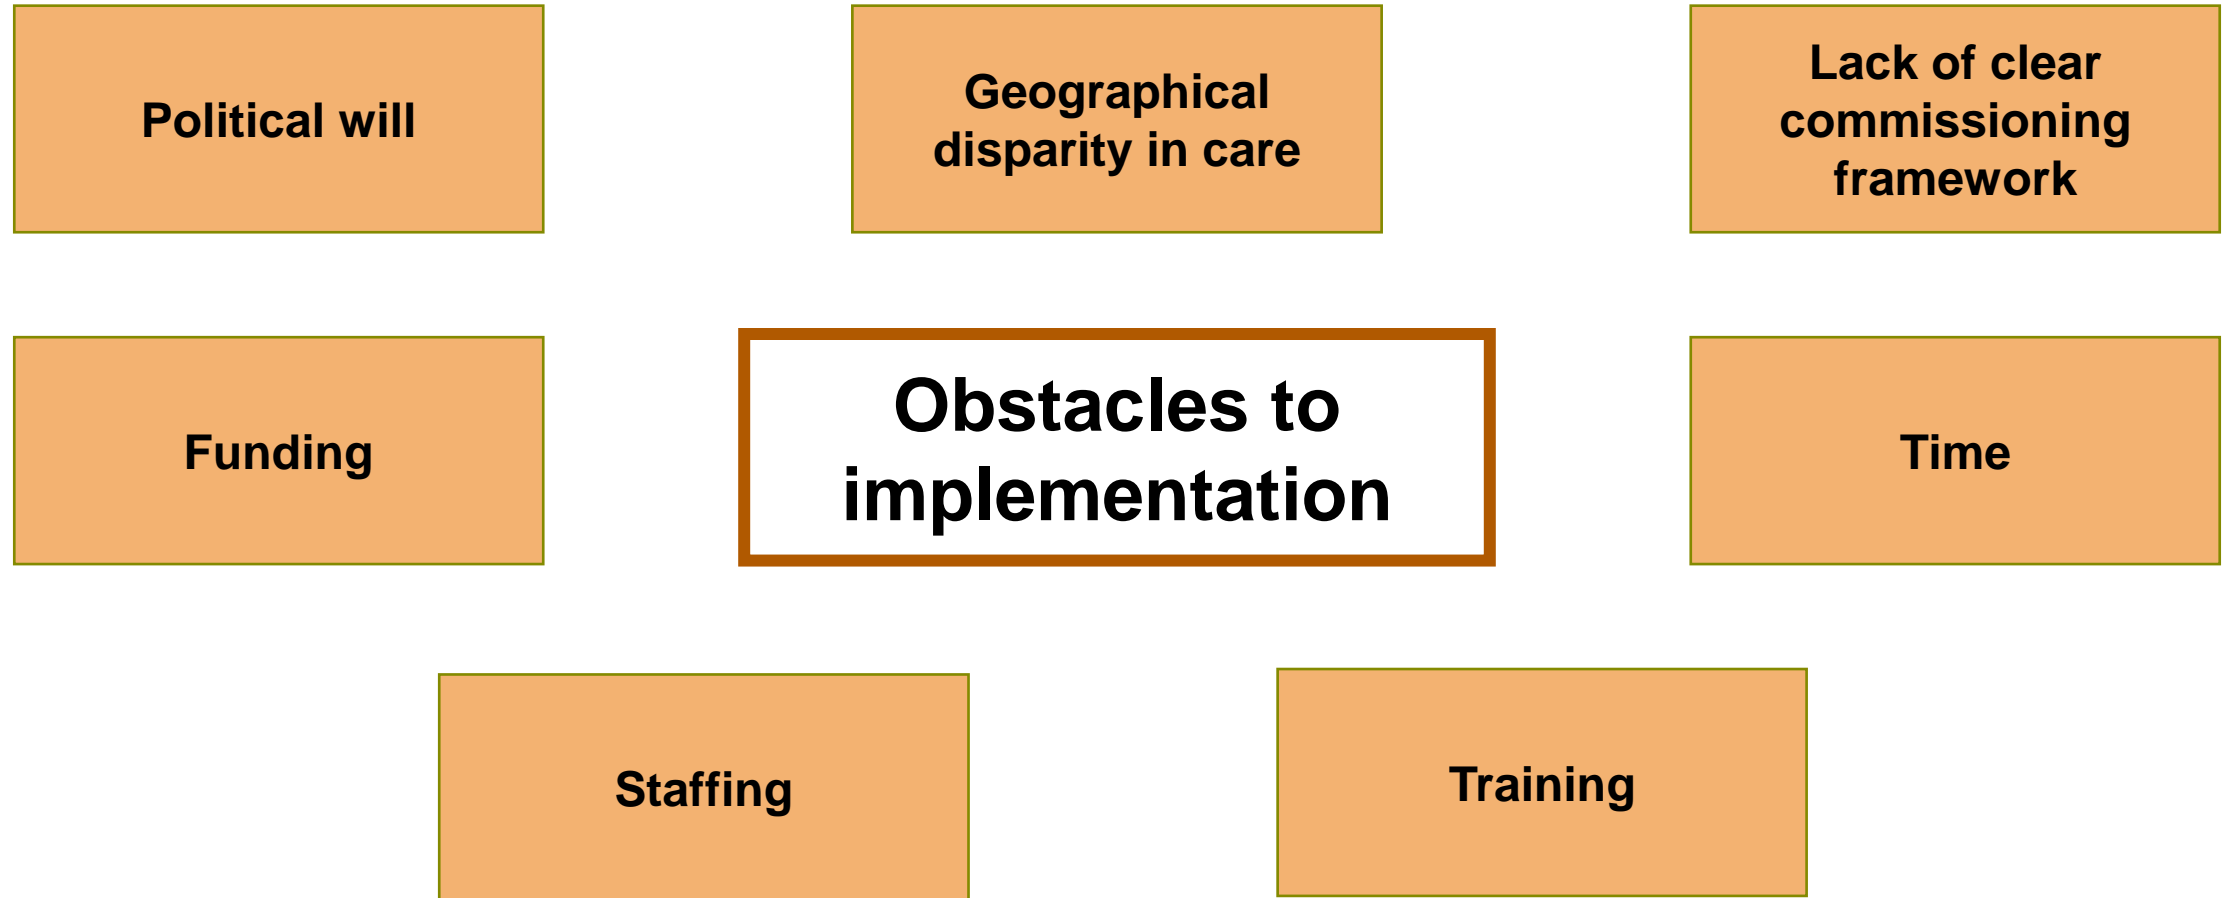 Political will
Geographical
disparity in care
Lack of clear
commissioning
framework
Funding
Obstacles to
implementation
Time
Staffing
Training